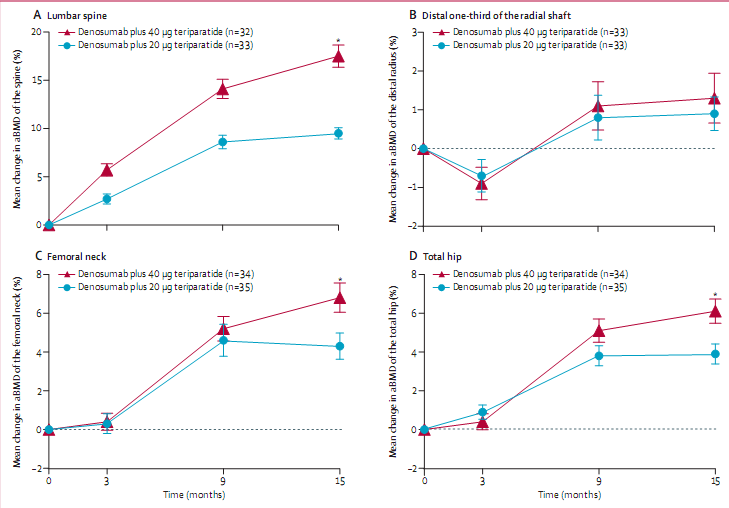 A Lumbar spine
Denosumab plus 40 μg teriparatide (n=32)
Denosumab plus 20 μg teriparatide (n=33)
Mean change in aBMD of the spine (%)
20
15
10
5
0
*
B Distal one-third of the radial shaft
Denosumab plus 40 μg teriparatide (n=33)
Denosumab plus 20 μg teriparatide (n=33)
Mean change in aBMD of the distal radius (%)
3
2
1
0
–1
–2
C Femoral neck
Denosumab plus 40 μg teriparatide (n=34)
Denosumab plus 20 μg teriparatide (n=35)
Mean change in aBMD of the femoral neck (%)
8
6
4
2
0
–2
*
0 3 9 15
Time (months)
D Total hip
Denosumab plus 40 μg teriparatide (n=34)
Denosumab plus 20 μg teriparatide (n=35)
Mean change in aBMD of the total hip (%)
8
6
4
2
0
–2
*
0 3 9 15
Time (months)